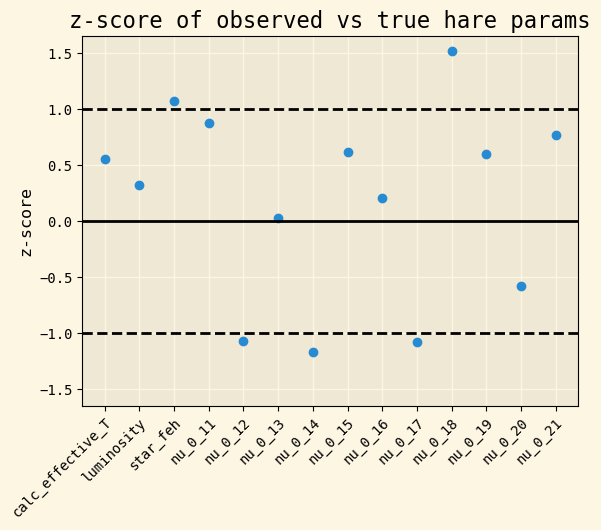 z-score of observed vs true hare params
z-score
1.5
1.0
0.5
0.0
−0.5
−1.0
−1.5
calc_effective_T
luminosity
star_feh
nu_0_11
nu_0_12
nu_0_13
nu_0_14
nu_0_15
nu_0_16
nu_0_17
nu_0_18
nu_0_19
nu_0_20
nu_0_21